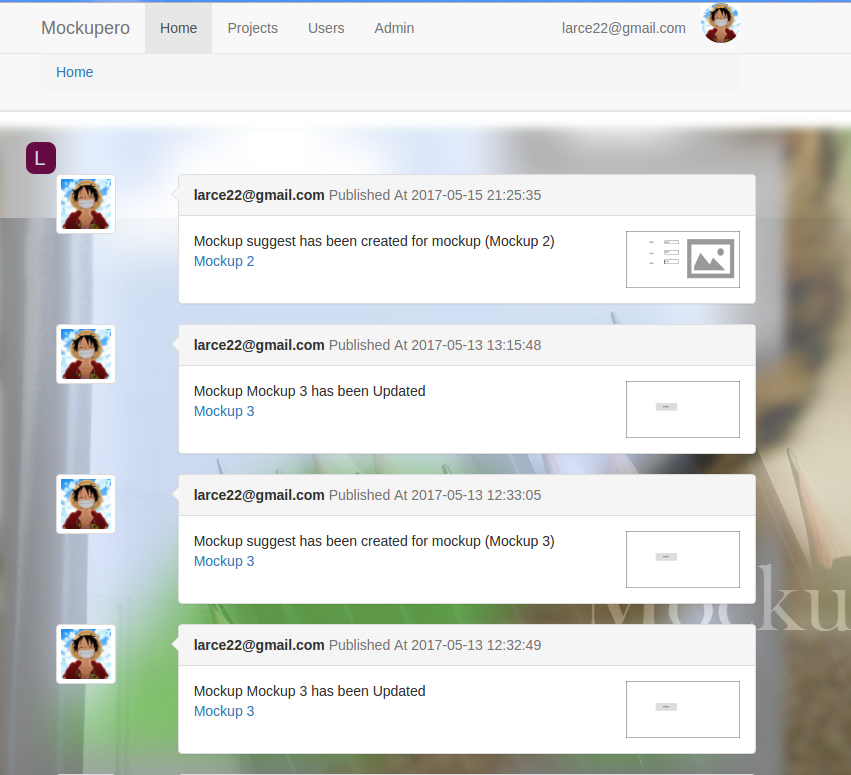 Mockupero Home Projects Users Admin larce22@gmail.com
Home
L
larce22@gmail.com Published At 2017-05-15 21:25:35
Mockup suggest has been created for mockup (Mockup 2)
Mockup 2
larce22@gmail.com Published At 2017-05-13 13:15:48
Mockup Mockup 3 has been Updated
Mockup 3
larce22@gmail.com Published At 2017-05-13 12:33:05
Mockup suggest has been created for mockup (Mockup 3)
Mockup 3
Mocku
larce22@gmail.com Published At 2017-05-13 12:32:49
Mockup Mockup 3 has been Updated
Mockup 3